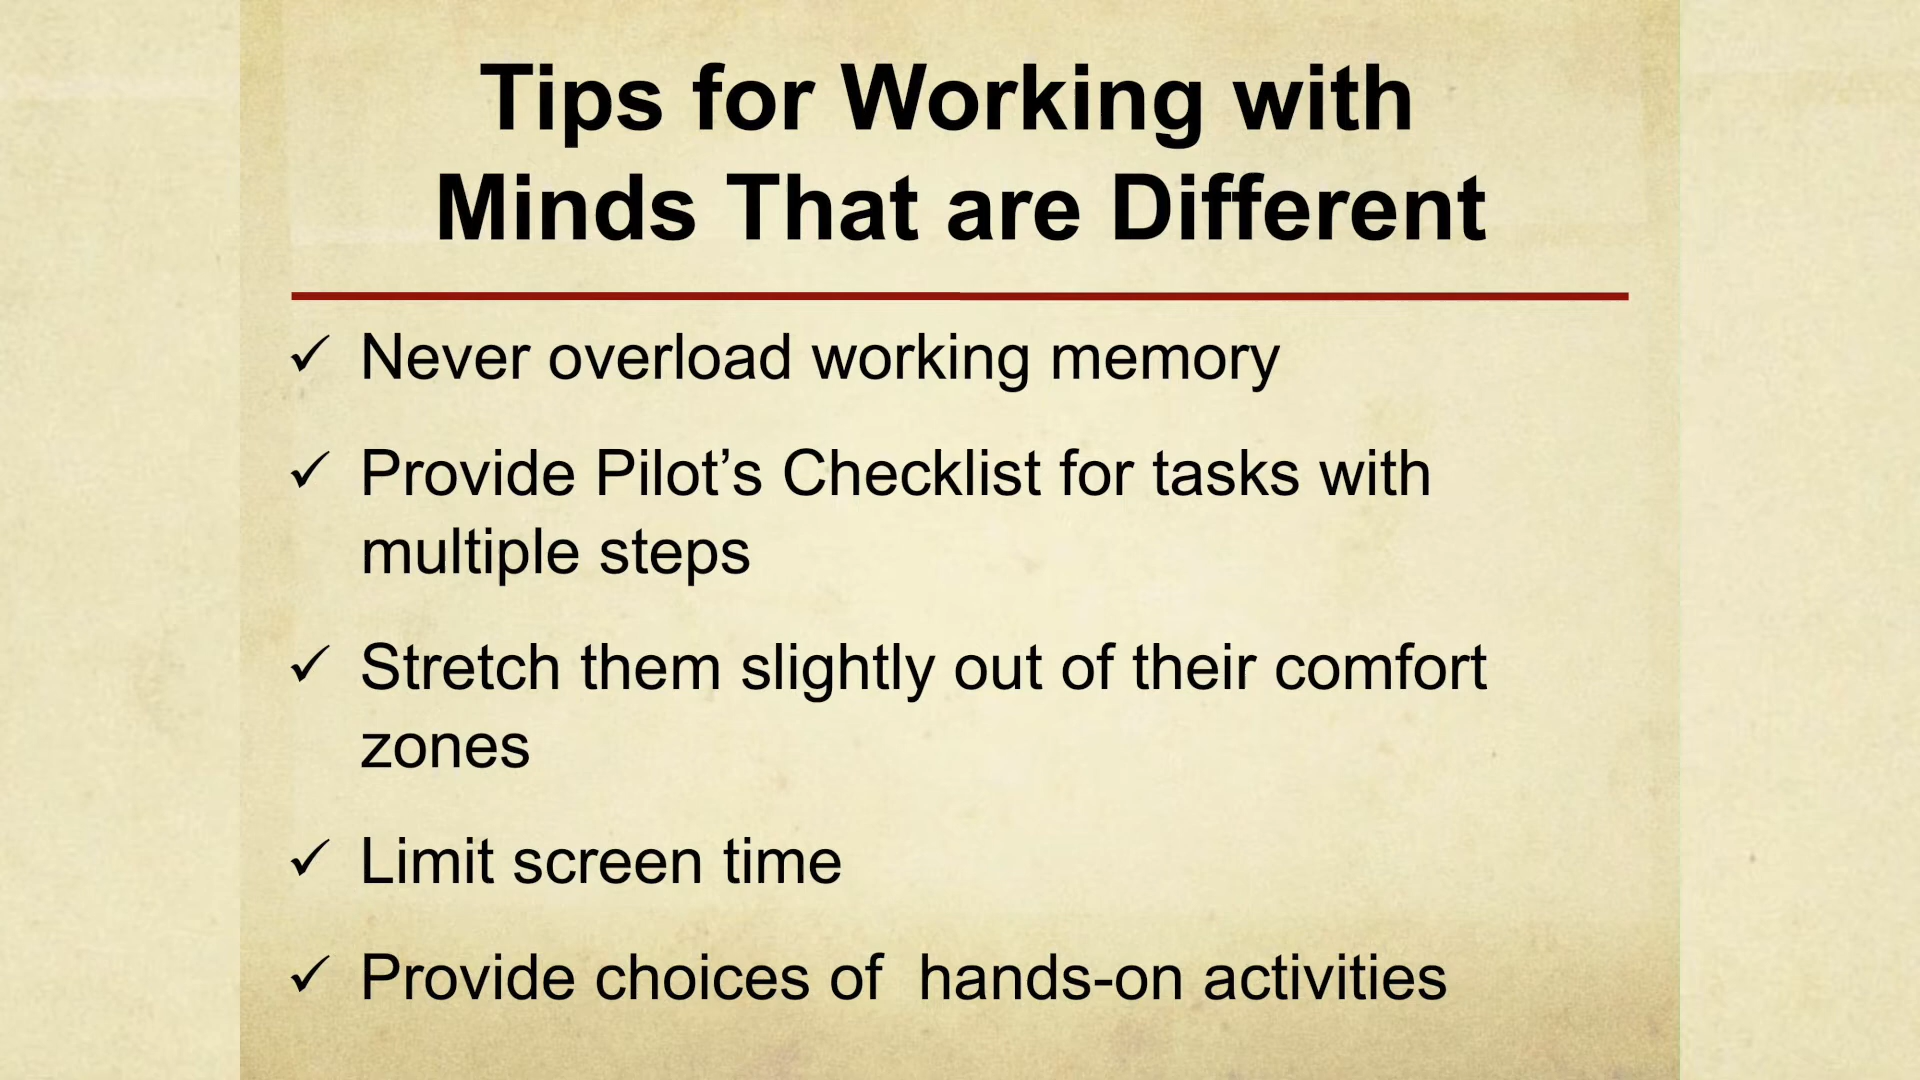 Tips for Working with
Minds That are Different
✓ Never overload working memory
✓ Provide Pilot’s Checklist for tasks with
multiple steps
✓ Stretch them slightly out of their comfort
zones
✓ Limit screen time
✓ Provide choices of  hands-on activities